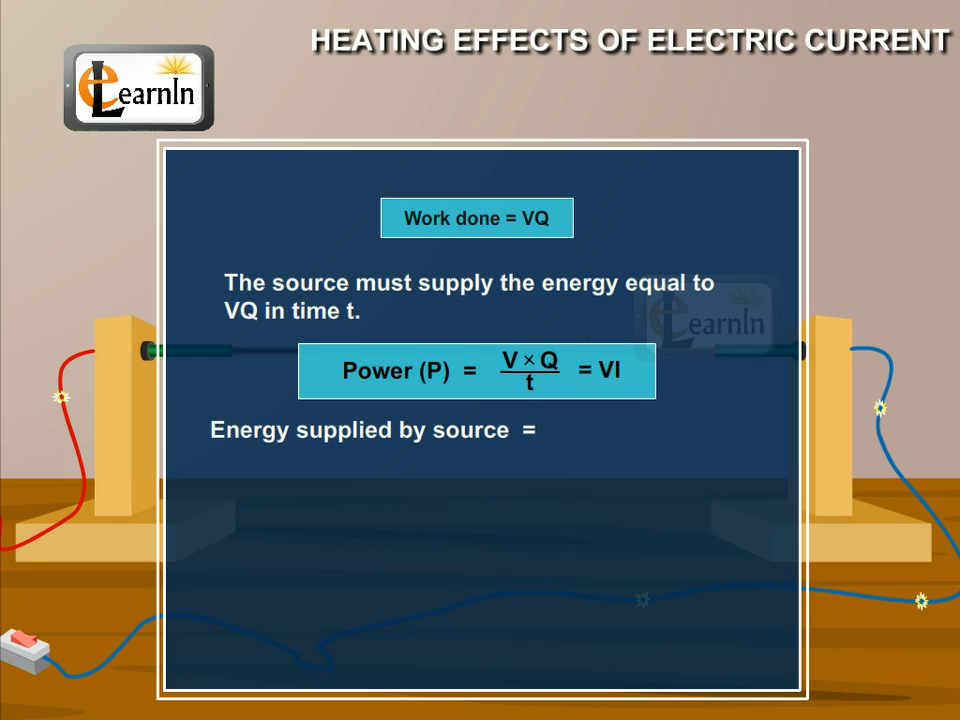 HEATING EFFECTS OF ELECTRIC CURRENT
eLearnIn
Work done = VQ
The source must supply the energy equal to
VQ in time t.
eLearnIn
Power (P) = V × Q / t = VI
Energy supplied by source =